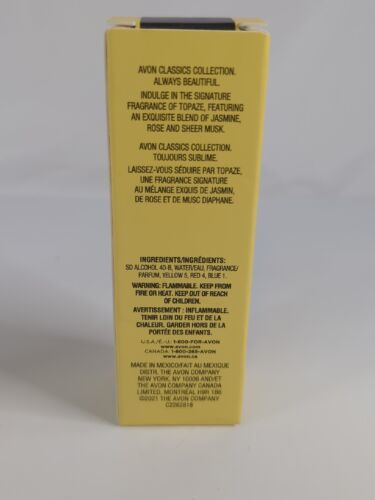 AVON CLASSICS COLLECTION.
ALWAYS BEAUTIFUL.
INDULGE IN THE SIGNATURE
FRAGRANCE OF TOPAZE, FEATURING
AN EXQUISITE BLEND OF JASMINE,
ROSE AND SHEER MUSK.
AVON CLASSICS COLLECTION.
TOUJOURS SUBLIME.
LAISSEZ-VOUS SÉDUIRE PAR TOPAZE,
UNE FRAGRANCE SIGNATURE
AU MÉLANGE EXQUIS DE JASMIN,
DE ROSE ET DE MUSC DIAPHANE.
INGREDIENTS/INGRÉDIENTS:
SD ALCOHOL 40-B, WATER/EAU, FRAGRANCE/
PARFUM, YELLOW 5, RED 4, BLUE 1.
WARNING: FLAMMABLE. KEEP FROM
FIRE OR HEAT. KEEP OUT OF REACH
OF CHILDREN.
AVERTISSEMENT : INFLAMMABLE.
TENIR LOIN DU FEU ET DE LA
CHALEUR. GARDER HORS DE LA
PORTÉE DES ENFANTS.
U.S.A./É.-U. 1-800-FOR-AVON
www.avon.com
CANADA: 1-800-265-AVON
www.avon.ca
MADE IN MEXICO/FAIT AU MEXIQUE
DISTR. THE AVON COMPANY
NEW YORK, NY 10006 AND/ET
THE AVON COMPANY CANADA
LIMITED, MONTRÉAL H9R 1B6
©2021 THE AVON COMPANY
C2262818